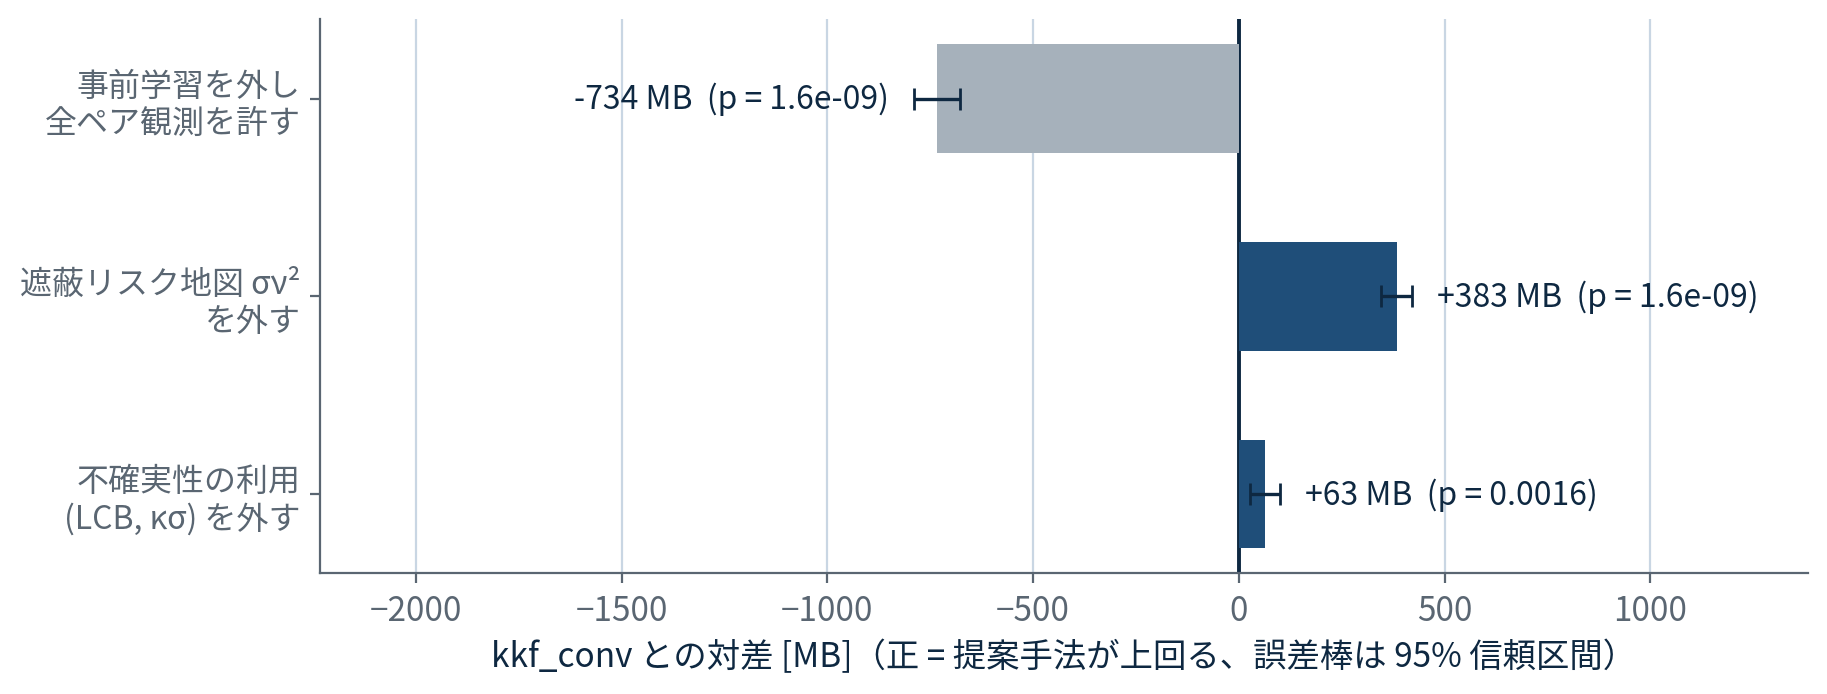 事前学習を外し
全ペア観測を許す
-734 MB (p = 1.6e-09)
遮蔽リスク地図 σν²
を外す
+383 MB (p = 1.6e-09)
不確実性の利用
(LCB, κσ) を外す
+63 MB (p = 0.0016)
−2000 −1500 −1000 −500 0 500 1000
kkf_conv との対差 [MB]（正 = 提案手法が上回る、誤差棒は 95% 信頼区間）